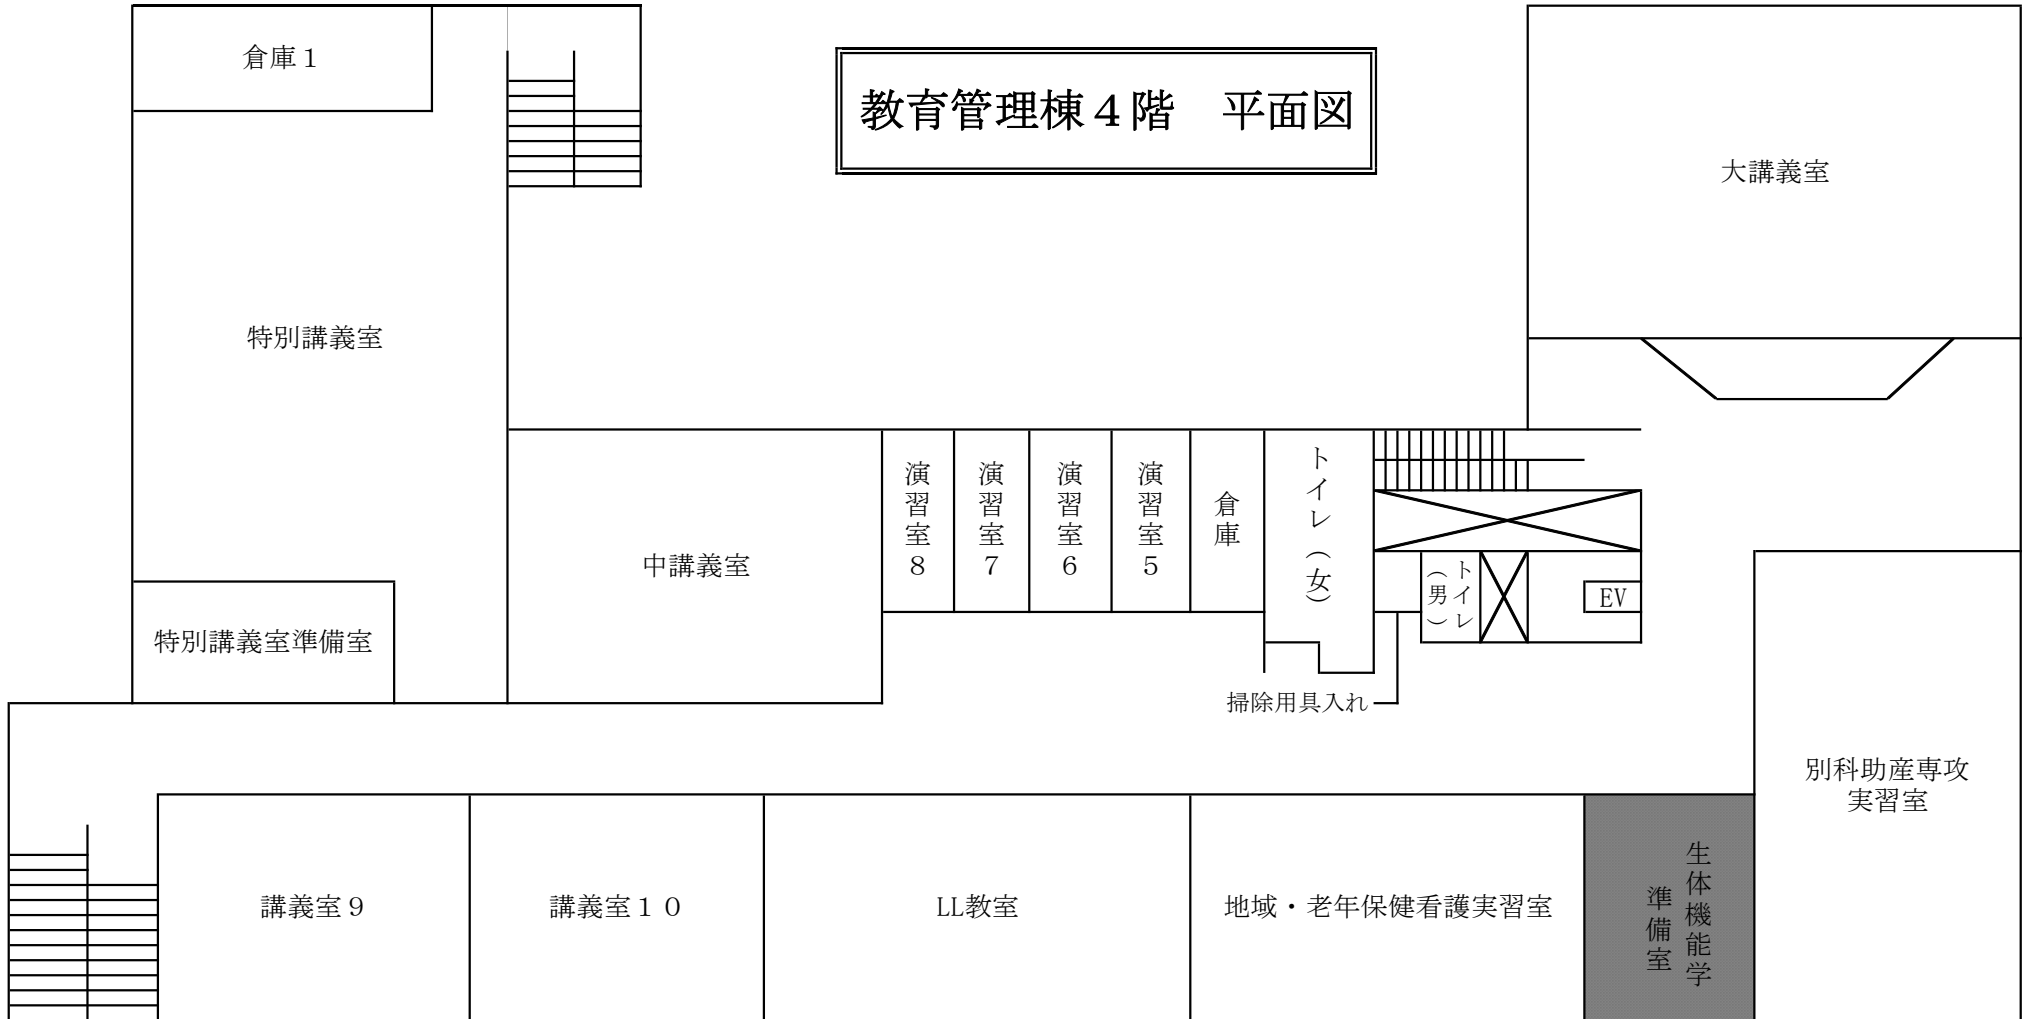 倉庫１
教育管理棟４階　平面図
大講義室
特別講義室
演習室８
演習室７
演習室６
演習室５
倉庫
トイレ（女）
中講義室
トイレ
（男）
EV
特別講義室準備室
掃除用具入れ
別科助産専攻
実習室
講義室９
講義室１０
LL教室
地域・老年保健看護実習室
生体機能学
準備室